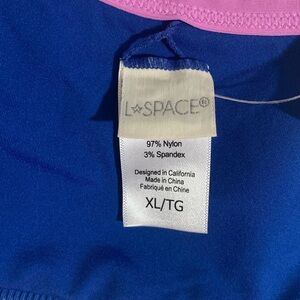 L☆SPACE®
97% Nylon
3% Spandex
Designed in California
Made in China
Fabriqué en Chine
XL/TG